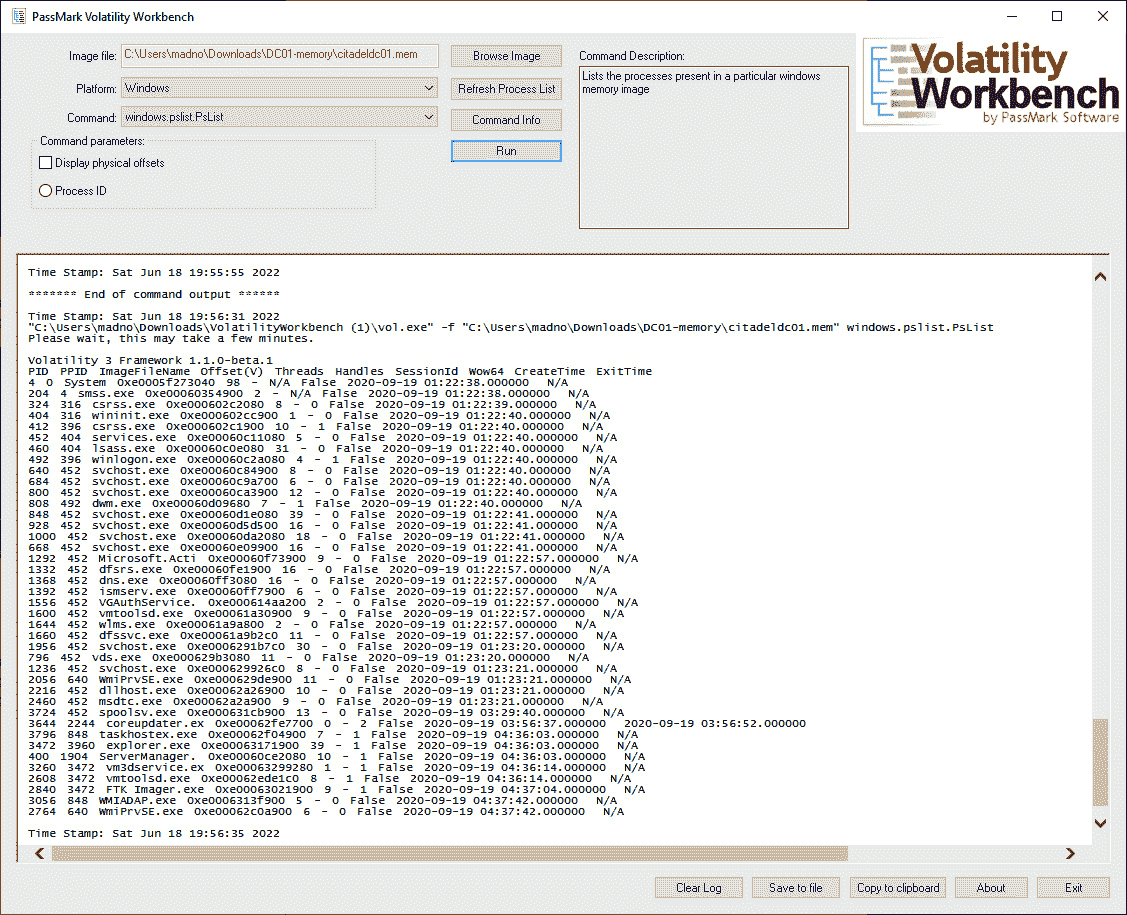 PassMark Volatility Workbench
Image file: C:\Users\madno\Downloads\DC01-memory\citadeldc01.mem Browse Image
Platform: Windows Refresh Process List
Command: windows.pslist.PsList Command Info
Command parameters:
Display physical offsets
Process ID
Run
Command Description:
Lists the processes present in a particular windows
memory image
Volatility
Workbench
by PassMark Software
Time Stamp: Sat Jun 18 19:55:55 2022
******* End of command output ******
Time Stamp: Sat Jun 18 19:56:31 2022
"C:\Users\madno\Downloads\VolatilityWorkbench (1)\vol.exe" -f "C:\Users\madno\Downloads\DC01-memory\citadeldc01.mem" windows.pslist.PsList
Please wait, this may take a few minutes.
Volatility 3 Framework 1.1.0-beta.1
PID PPID ImageFileName Offset(V) Threads Handles SessionId Wow64 CreateTime ExitTime
4 0 System 0xe0005f273040 98 - N/A False 2020-09-19 01:22:38.000000 N/A
204 4 smss.exe 0xe00060354900 2 - N/A False 2020-09-19 01:22:38.000000 N/A
324 316 csrss.exe 0xe000602c2080 8 - 0 False 2020-09-19 01:22:39.000000 N/A
404 316 wininit.exe 0xe000602cc900 1 - 0 False 2020-09-19 01:22:40.000000 N/A
412 396 csrss.exe 0xe000602c1900 10 - 1 False 2020-09-19 01:22:40.000000 N/A
452 404 services.exe 0xe00060c11080 5 - 0 False 2020-09-19 01:22:40.000000 N/A
460 404 lsass.exe 0xe00060c0e080 31 - 0 False 2020-09-19 01:22:40.000000 N/A
492 396 winlogon.exe 0xe00060c2a080 4 - 1 False 2020-09-19 01:22:40.000000 N/A
640 452 svchost.exe 0xe00060c84900 8 - 0 False 2020-09-19 01:22:40.000000 N/A
684 452 svchost.exe 0xe00060c9a700 6 - 0 False 2020-09-19 01:22:40.000000 N/A
800 452 svchost.exe 0xe00060ca3900 12 - 0 False 2020-09-19 01:22:40.000000 N/A
808 492 dwm.exe 0xe00060d09680 7 - 1 False 2020-09-19 01:22:40.000000 N/A
848 452 svchost.exe 0xe00060d1e080 39 - 0 False 2020-09-19 01:22:41.000000 N/A
928 452 svchost.exe 0xe00060d5d500 16 - 0 False 2020-09-19 01:22:41.000000 N/A
1000 452 svchost.exe 0xe00060da2080 18 - 0 False 2020-09-19 01:22:41.000000 N/A
668 452 svchost.exe 0xe00060e09900 16 - 0 False 2020-09-19 01:22:41.000000 N/A
1292 452 Microsoft.Acti 0xe00060f73900 9 - 0 False 2020-09-19 01:22:57.000000 N/A
1332 452 dfsrs.exe 0xe00060fe1900 16 - 0 False 2020-09-19 01:22:57.000000 N/A
1368 452 dns.exe 0xe00060ff3080 16 - 0 False 2020-09-19 01:22:57.000000 N/A
1392 452 ismserv.exe 0xe00060ff7900 6 - 0 False 2020-09-19 01:22:57.000000 N/A
1556 452 VGAuthService. 0xe000614aa200 2 - 0 False 2020-09-19 01:22:57.000000 N/A
1600 452 vmtoolsd.exe 0xe00061a30900 9 - 0 False 2020-09-19 01:22:57.000000 N/A
1644 452 wlms.exe 0xe00061a9a800 2 - 0 False 2020-09-19 01:22:57.000000 N/A
1660 452 dfssvc.exe 0xe00061a9b2c0 11 - 0 False 2020-09-19 01:22:57.000000 N/A
1956 452 svchost.exe 0xe0006291b7c0 30 - 0 False 2020-09-19 01:23:20.000000 N/A
796 452 vds.exe 0xe000629b3080 11 - 0 False 2020-09-19 01:23:20.000000 N/A
1236 452 svchost.exe 0xe000629926c0 8 - 0 False 2020-09-19 01:23:21.000000 N/A
2056 640 WmiPrvSE.exe 0xe000629de900 11 - 0 False 2020-09-19 01:23:21.000000 N/A
2216 452 dllhost.exe 0xe00062a26900 10 - 0 False 2020-09-19 01:23:21.000000 N/A
2460 452 msdtc.exe 0xe00062a2a900 9 - 0 False 2020-09-19 01:23:21.000000 N/A
3724 452 spoolsv.exe 0xe000631cb900 13 - 0 False 2020-09-19 03:29:40.000000 N/A
3644 2244 coreupdater.ex 0xe00062fe7700 0 - 2 False 2020-09-19 03:56:37.000000 2020-09-19 03:56:52.000000
3796 848 taskhostex.exe 0xe00062f04900 7 - 1 False 2020-09-19 04:36:03.000000 N/A
3472 3960 explorer.exe 0xe00063171900 39 - 1 False 2020-09-19 04:36:03.000000 N/A
400 1904 ServerManager. 0xe00060ce2080 10 - 1 False 2020-09-19 04:36:03.000000 N/A
3260 3472 vm3dservice.ex 0xe00063299280 1 - 1 False 2020-09-19 04:36:14.000000 N/A
2608 3472 vmtoolsd.exe 0xe00062ede1c0 8 - 1 False 2020-09-19 04:36:14.000000 N/A
2840 3472 FTK Imager.exe 0xe00063021900 9 - 1 False 2020-09-19 04:37:04.000000 N/A
3056 848 WMIADAP.exe 0xe0006313f900 5 - 0 False 2020-09-19 04:37:42.000000 N/A
2764 640 WmiPrvSE.exe 0xe00062c0a900 6 - 0 False 2020-09-19 04:37:42.000000 N/A
Time Stamp: Sat Jun 18 19:56:35 2022
Clear Log Save to file Copy to clipboard About Exit